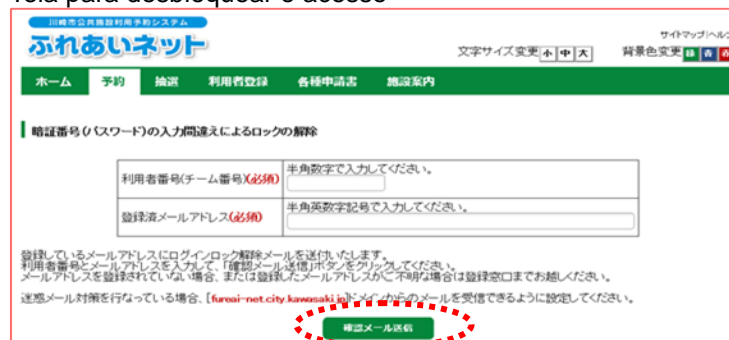 Tela para desbloquear o acesso
川崎市公共施設利用予約システム
ふれあいネット
サイトマップ|ヘル
文字サイズ変更 小 中 大 背景色変更 緑 青
ホーム 予約 抽選 利用者登録 各種申請書 施設案内
暗証番号(パスワード)の入力間違えによるロックの解除
利用者番号(チーム番号)(必須) 半角数字で入力してください。
登録済メールアドレス(必須) 半角英数字記号で入力してください。
登録しているメールアドレスにログインロック解除メールを送付いたします。
利用者番号とメールアドレスを入力して、「確認メール送信」ボタンをクリックしてください。
メールアドレスを登録されていない場合、または登録したメールアドレスがご不明な場合は登録窓口までお越しください。
迷惑メール対策を行なっている場合、[fureai-net.city.kawasaki.jp]ドメインからのメールを受信できるように設定してください。
確認メール送信